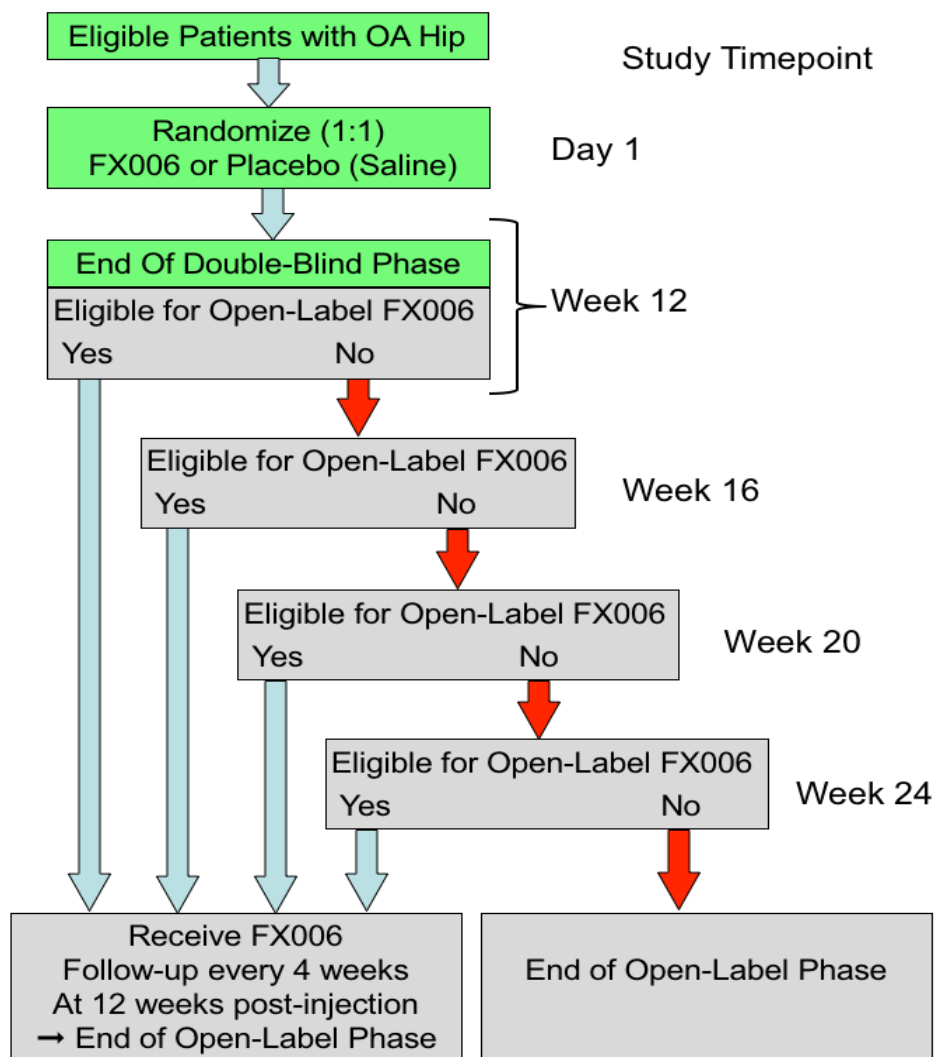 Eligible Patients with OA Hip
Study Timepoint
Randomize (1:1)
FX006 or Placebo (Saline)
Day 1
End Of Double-Blind Phase
Eligible for Open-Label FX006
Yes No
Week 12
Eligible for Open-Label FX006
Yes No
Week 16
Eligible for Open-Label FX006
Yes No
Week 20
Eligible for Open-Label FX006
Yes No
Week 24
Receive FX006
Follow-up every 4 weeks
At 12 weeks post-injection
→ End of Open-Label Phase
End of Open-Label Phase